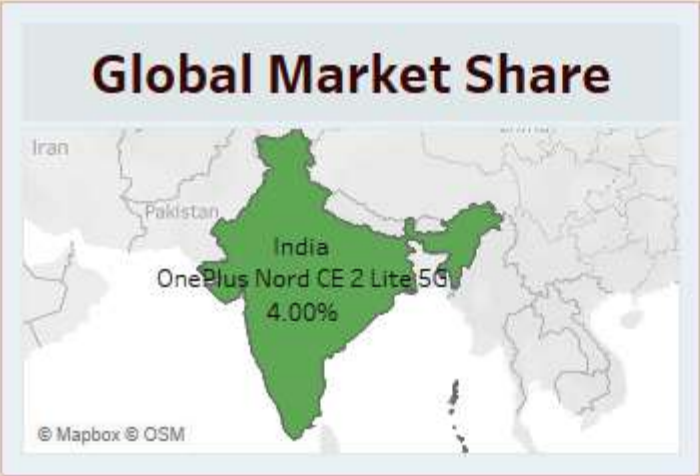 Global Market Share
Iran
Pakistan
India
OnePlus Nord CE 2 Lite 5G
4.00%
© Mapbox © OSM